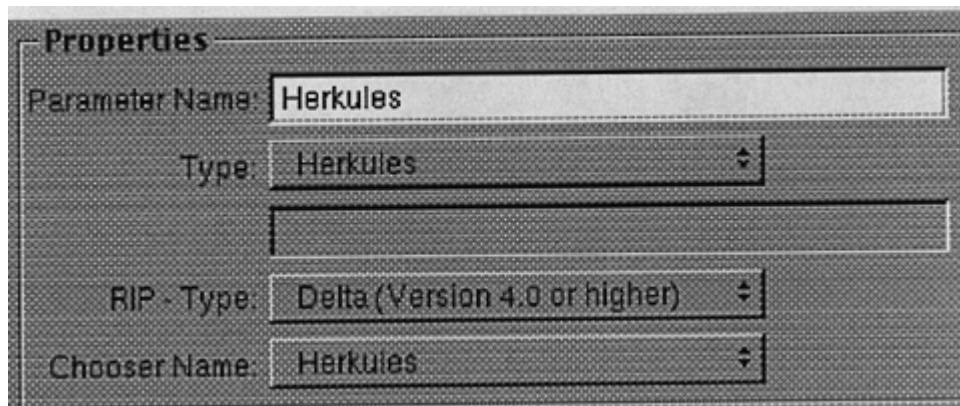 Properties
Parameter Name: Herkules
Type: Herkules
RIP - Type: Delta (Version 4.0 or higher)
Chooser Name: Herkules